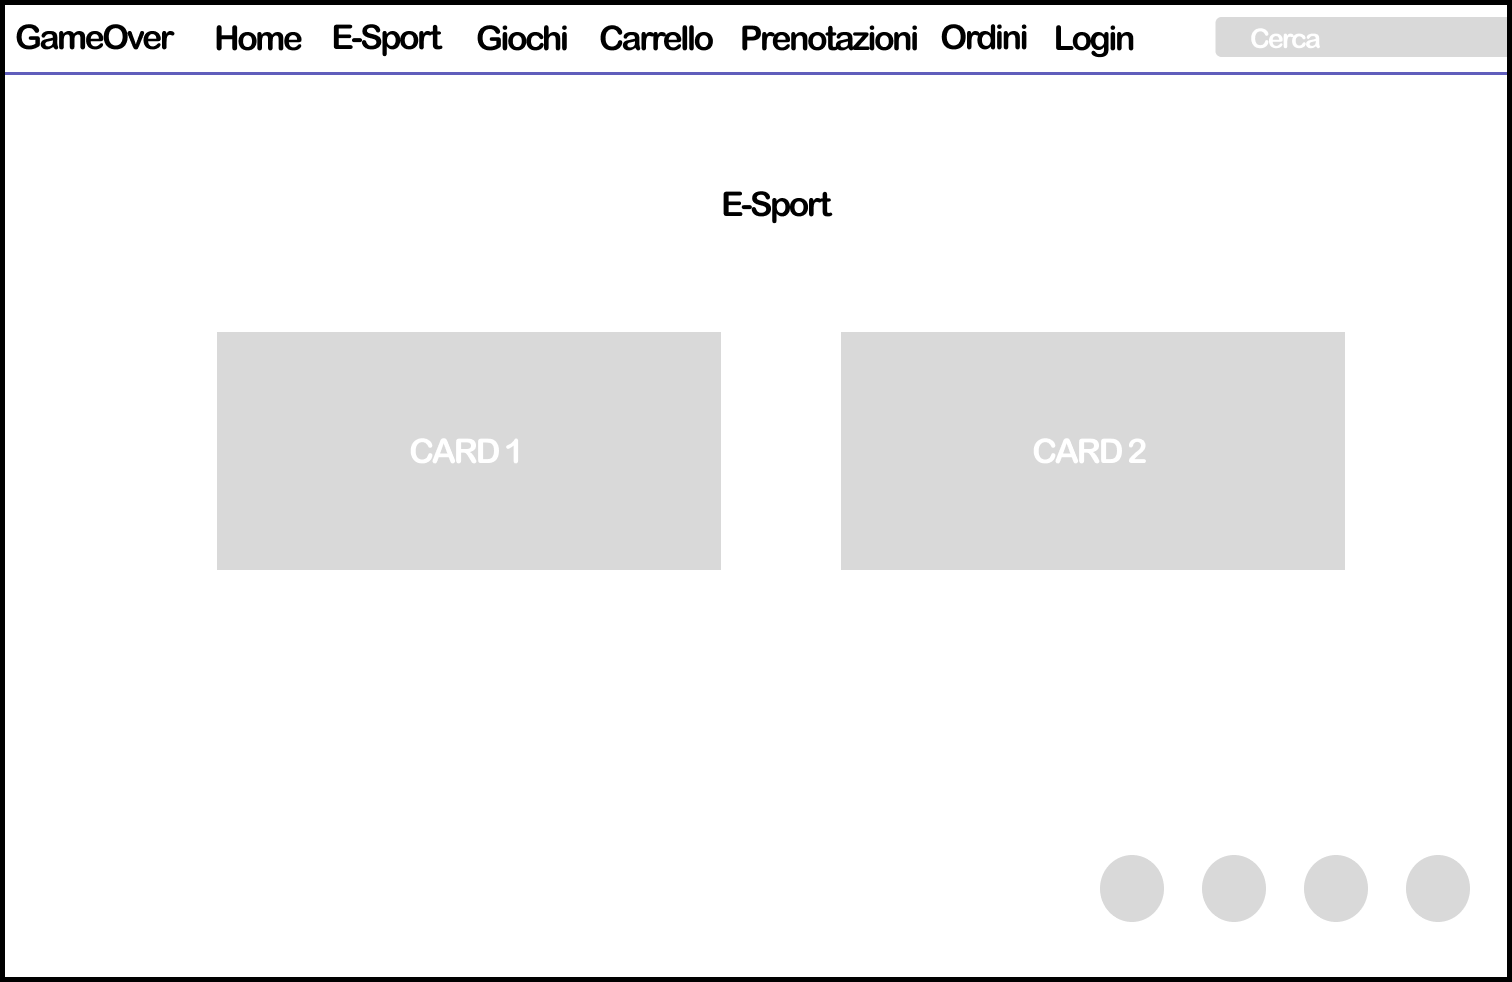 GameOver Home E-Sport Giochi Carrello Prenotazioni Ordini Login Cerca
E-Sport
CARD 1 CARD 2